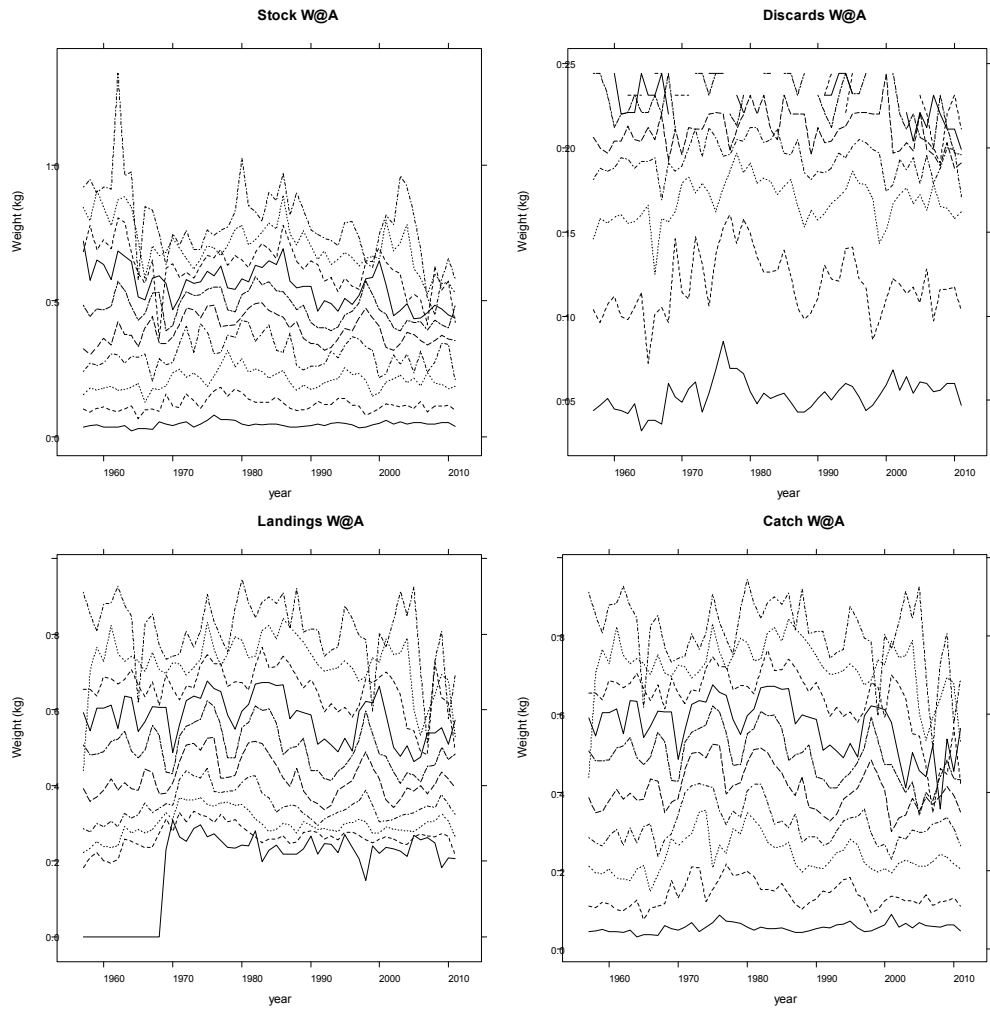 Stock W@A
Weight (kg)
1.0
0.5
0.0
1960 1970 1980 1990 2000 2010
year
Discards W@A
Weight (kg)
0.25
0.20
0.15
0.10
0.05
1960 1970 1980 1990 2000 2010
year
Landings W@A
Weight (kg)
0.8
0.6
0.4
0.2
0.0
1960 1970 1980 1990 2000 2010
year
Catch W@A
Weight (kg)
0.8
0.6
0.4
0.2
0.0
1960 1970 1980 1990 2000 2010
year